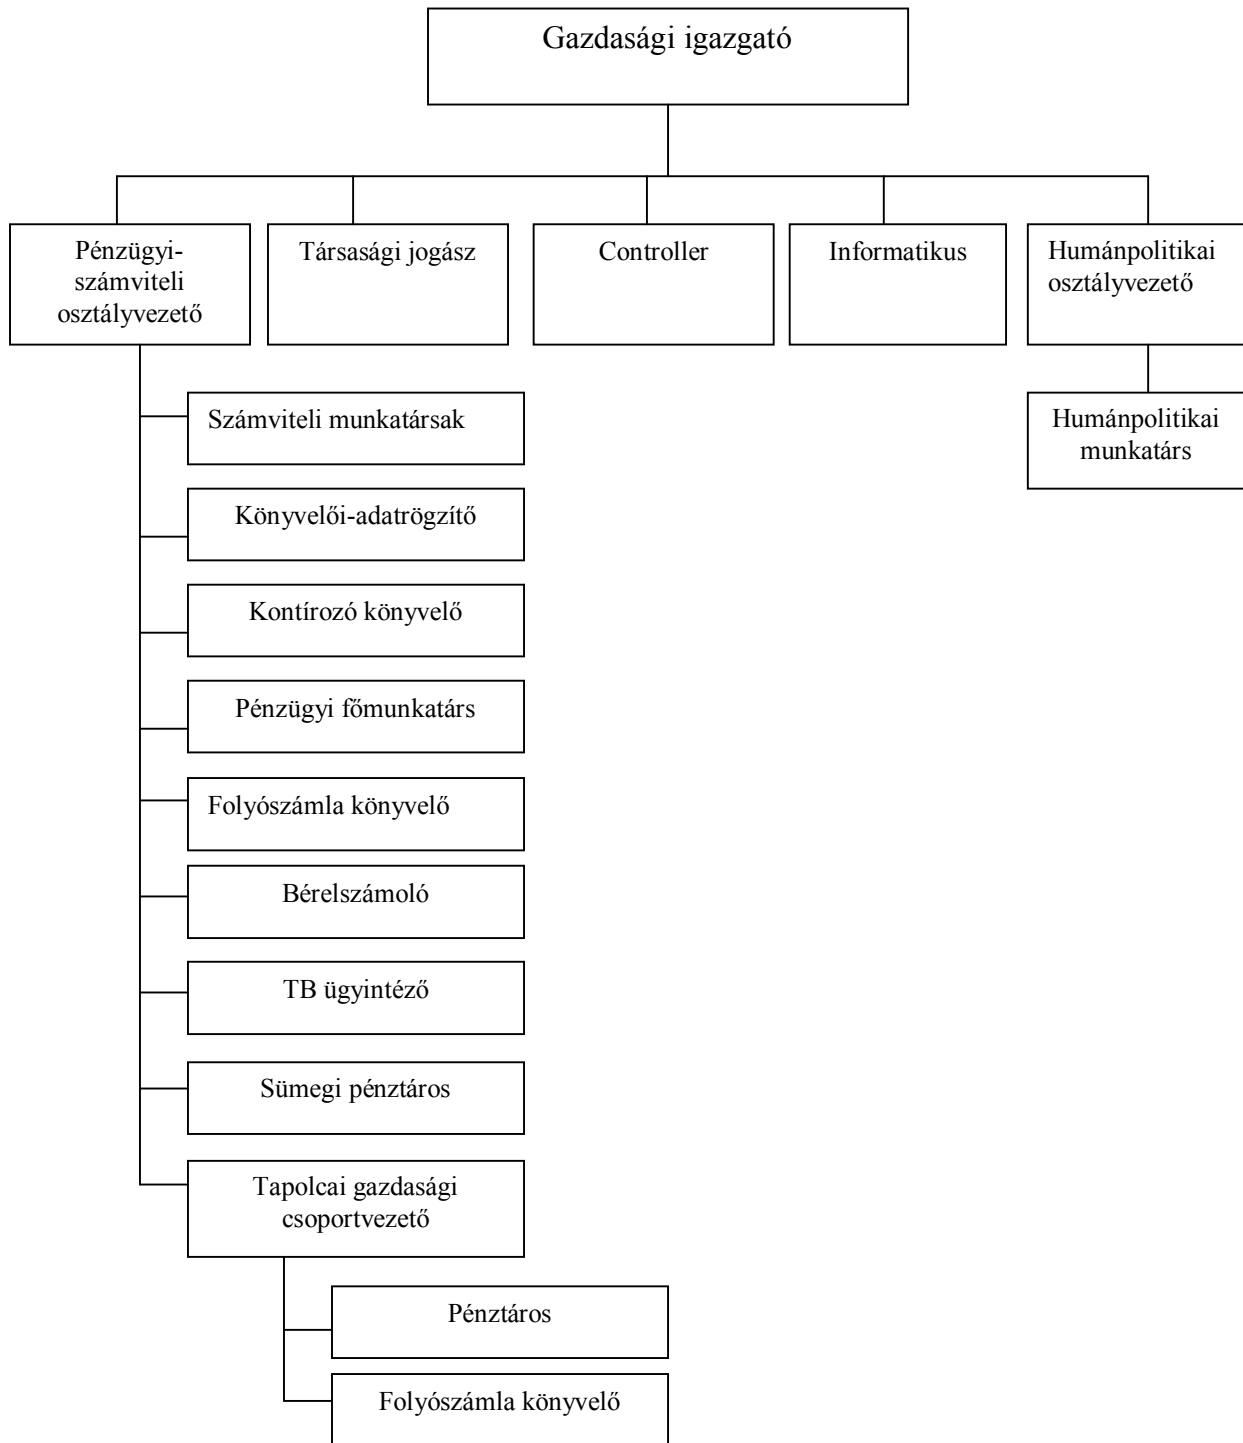 Gazdasági igazgató
Pénzügyi-
számviteli
osztályvezető
Társasági jogász
Controller
Informatikus
Humánpolitikai
osztályvezető
Számviteli munkatársak
Humánpolitikai
munkatárs
Könyvelői-adatrögzítő
Kontírozó könyvelő
Pénzügyi főmunkatárs
Folyószámla könyvelő
Bérelszámoló
TB ügyintéző
Sümegi pénztáros
Tapolcai gazdasági
csoportvezető
Pénztáros
Folyószámla könyvelő